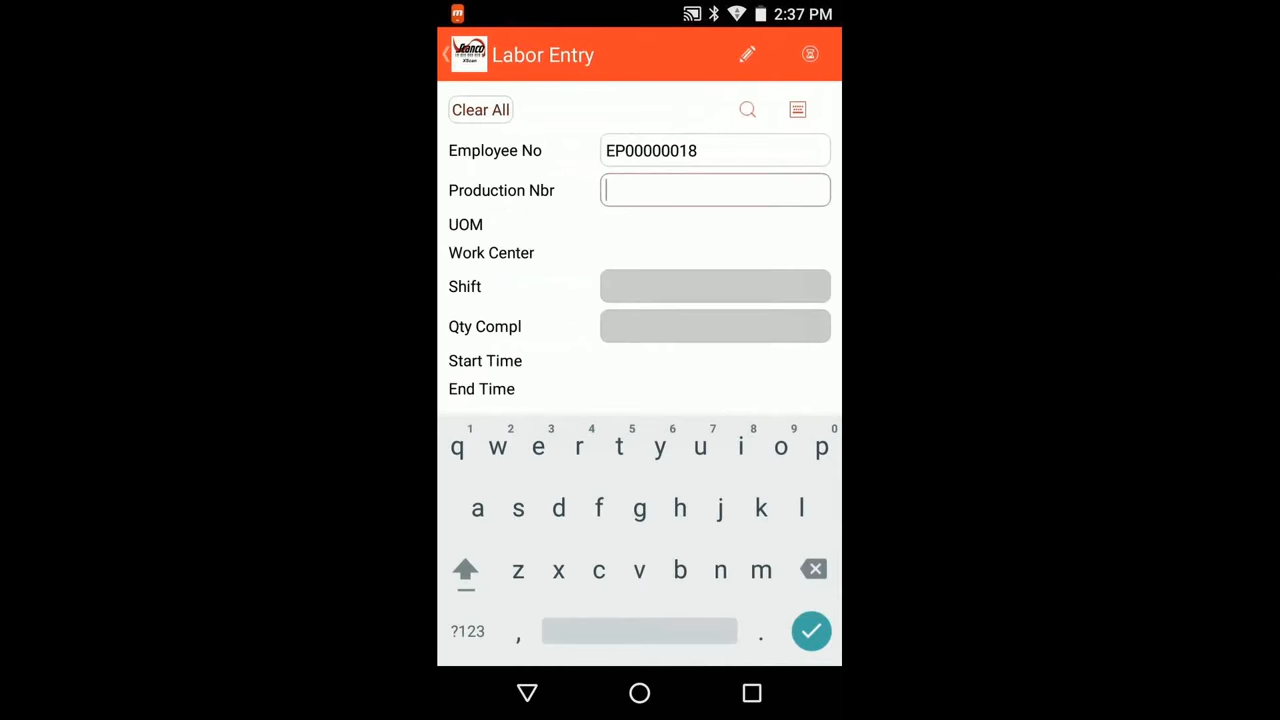 2:37 PM
Labor Entry
Clear All
Employee No EP00000018
Production Nbr
UOM
Work Center
Shift
Qty Compl
Start Time
End Time
1 2 3 4 5 6 7 8 9 0
q w e r t y u i o p
a s d f g h j k l
z x c v b n m
?123 , .